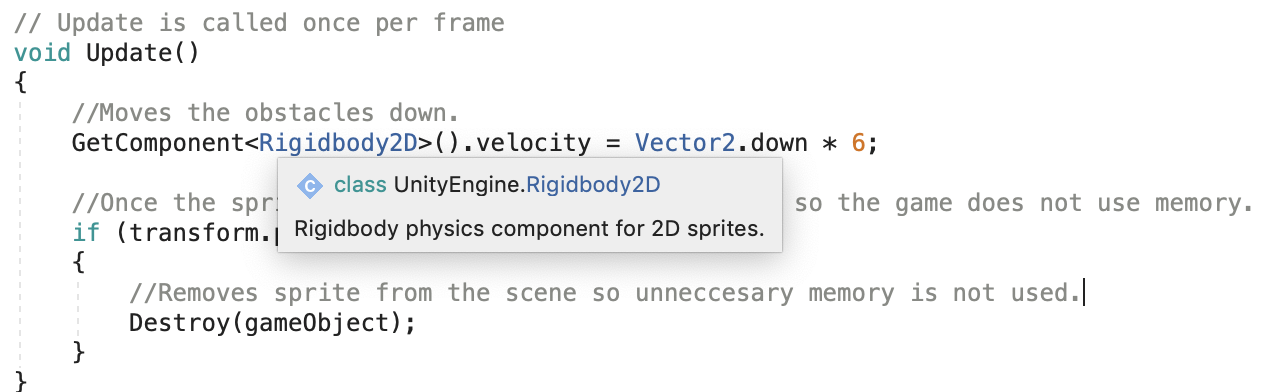 // Update is called once per frame
void Update()
{
//Moves the obstacles down.
GetComponent<Rigidbody2D>().velocity = Vector2.down * 6;
class UnityEngine.Rigidbody2D
Rigidbody physics component for 2D sprites.
//Once the spr so the game does not use memory.
if (transform.
{
//Removes sprite from the scene so unneccesary memory is not used.
Destroy(gameObject);
}
}